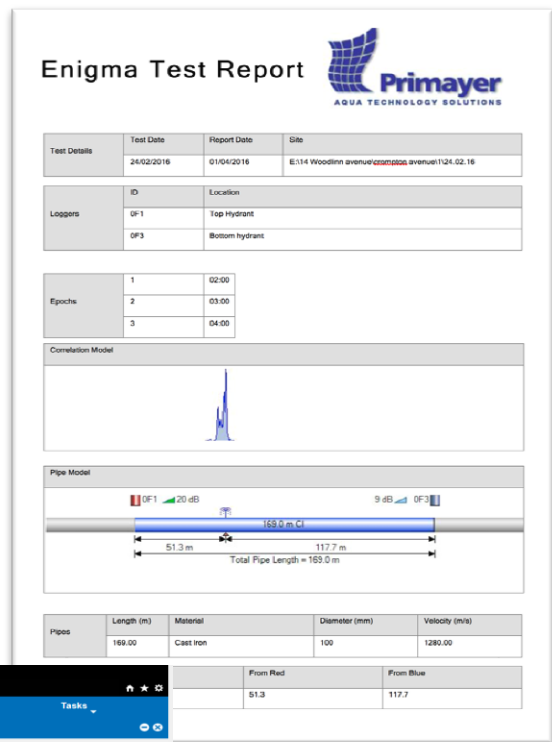 Enigma Test Report
Primayer
AQUA TECHNOLOGY SOLUTIONS
Test Details
Test Date
Report Date
Site
24/02/2016
01/04/2016
E:\14 Woodlinn avenue\crompton avenue\1\24.02.16
Loggers
ID
Location
0F1
Top Hydrant
0F3
Bottom hydrant
Epochs
1
02:00
2
03:00
3
04:00
Correlation Model
Pipe Model
0F1
20 dB
9 dB
0F3
169.0 m CI
51.3 m
117.7 m
Total Pipe Length = 169.0 m
Pipes
Length (m)
Material
Diameter (mm)
Velocity (m/s)
169.00
Cast Iron
100
1280.00
From Red
From Blue
51.3
117.7
Tasks